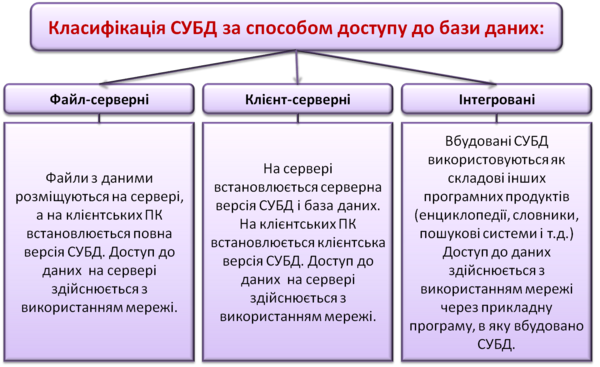 Класифікація СУБД за способом доступу до бази даних:
Файл-серверні
Клієнт-серверні
Інтегровані
Файли з даними
розміщуються на сервері,
а на клієнтських ПК
встановлюється повна
версія СУБД. Доступ до
даних на сервері
здійснюється з
використанням мережі.
На сервері
встановлюється серверна
версія СУБД і база даних.
На клієнтських ПК
встановлюється клієнтська
версія СУБД. Доступ до
даних на сервері
здійснюється з
використанням мережі.
Вбудовані СУБД
використовуються як
складові інших
програмних продуктів
(енциклопедії, словники,
пошукові системи і т.д.)
Доступ до даних
здійснюється з
використанням мережі
через прикладну
програму, в яку вбудовано
СУБД.